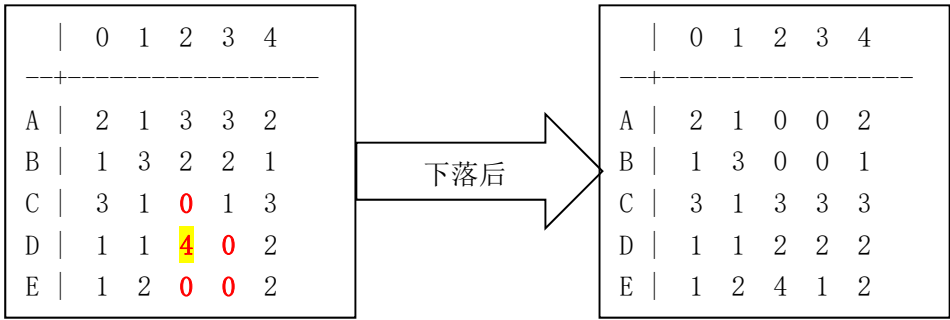 | 0 1 2 3 4
--+------------------
A | 2 1 3 3 2
B | 1 3 2 2 1
C | 3 1 0 1 3
D | 1 1 4 0 2
E | 1 2 0 0 2
下落后
| 0 1 2 3 4
--+------------------
A | 2 1 0 0 2
B | 1 3 0 0 1
C | 3 1 3 3 3
D | 1 1 2 2 2
E | 1 2 4 1 2